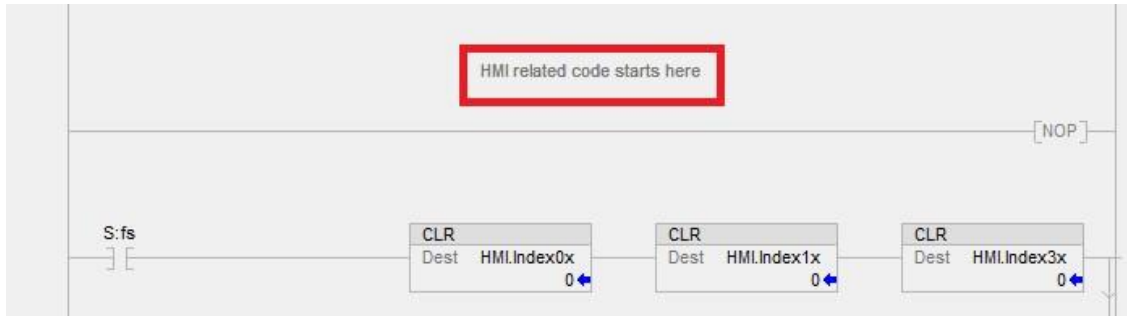 HMI related code starts here
[NOP]
S:fs
CLR
Dest HMI.Index0x
0
CLR
Dest HMI.Index1x
0
CLR
Dest HMI.Index3x
0